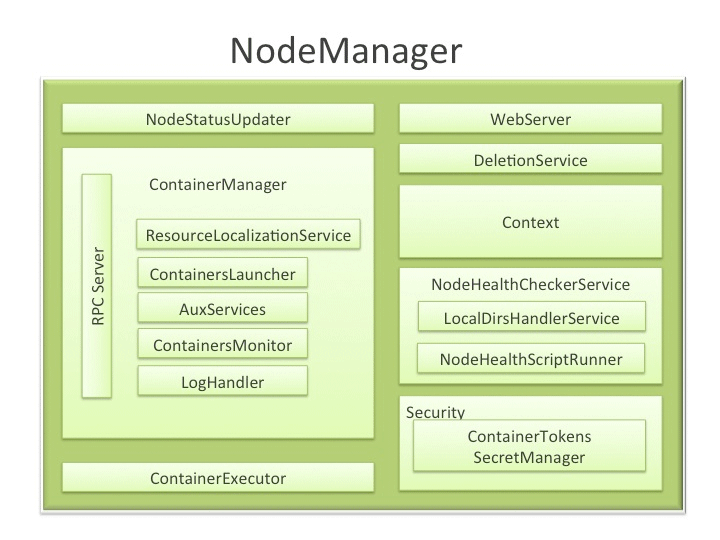 NodeManager
NodeStatusUpdater
ContainerManager
RPC Server
ResourceLocalizationService
ContainersLauncher
AuxServices
ContainersMonitor
LogHandler
ContainerExecutor
WebServer
DeletionService
Context
NodeHealthCheckerService
LocalDirsHandlerService
NodeHealthScriptRunner
Security
ContainerTokens
SecretManager